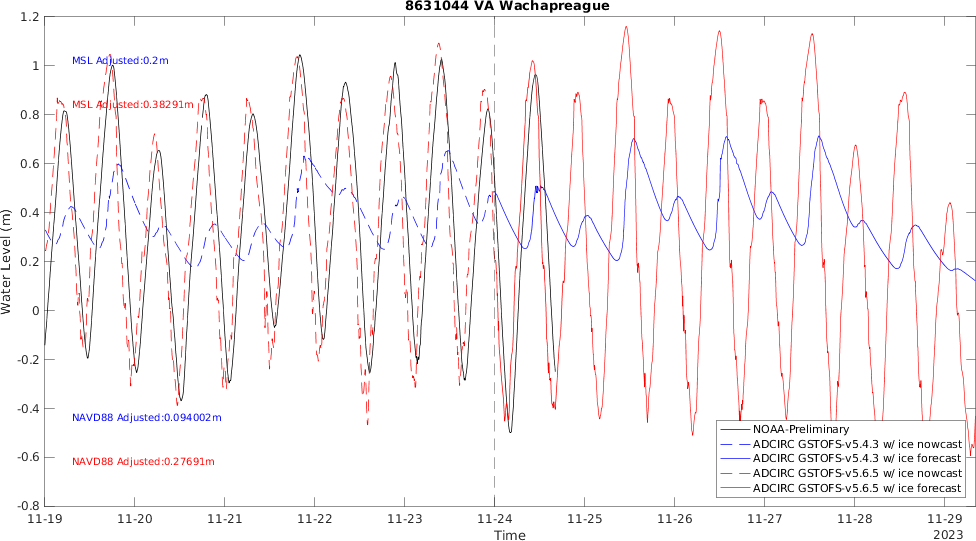 8631044 VA Wachapreague
1.2
1
0.8
0.6
0.4
0.2
0
-0.2
-0.4
-0.6
-0.8
Water Level (m)
MSL Adjusted:0.2m
MSL Adjusted:0.38291m
NAVD88 Adjusted:0.094002m
NAVD88 Adjusted:0.27691m
NOAA-Preliminary
ADCIRC GSTOFS-v5.4.3 w/ ice nowcast
ADCIRC GSTOFS-v5.4.3 w/ ice forecast
ADCIRC GSTOFS-v5.6.5 w/ ice nowcast
ADCIRC GSTOFS-v5.6.5 w/ ice forecast
11-19 11-20 11-21 11-22 11-23 11-24 11-25 11-26 11-27 11-28 11-29
Time 2023